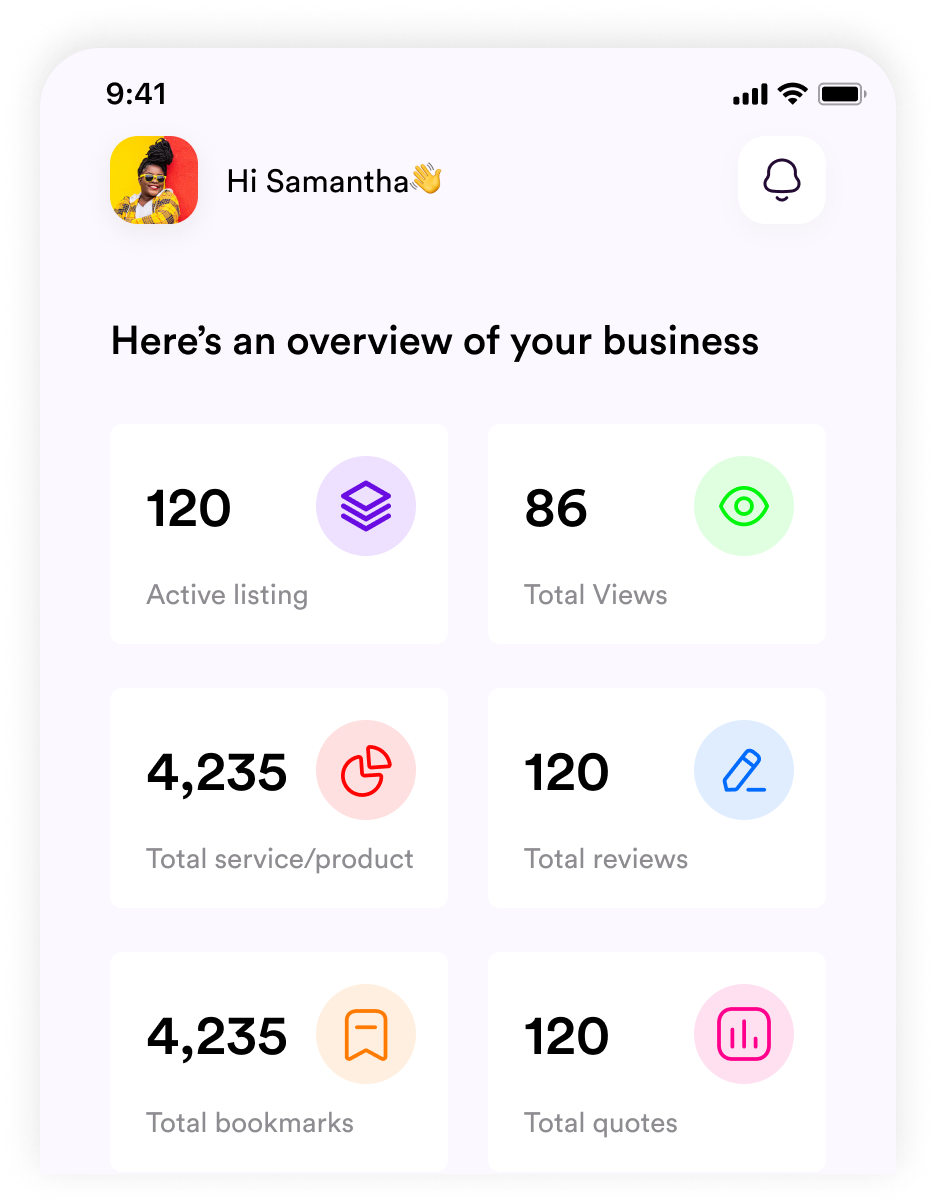 9:41
Hi Samantha👋
Here’s an overview of your business
120
Active listing
86
Total Views
4,235
Total service/product
120
Total reviews
4,235
Total bookmarks
120
Total quotes